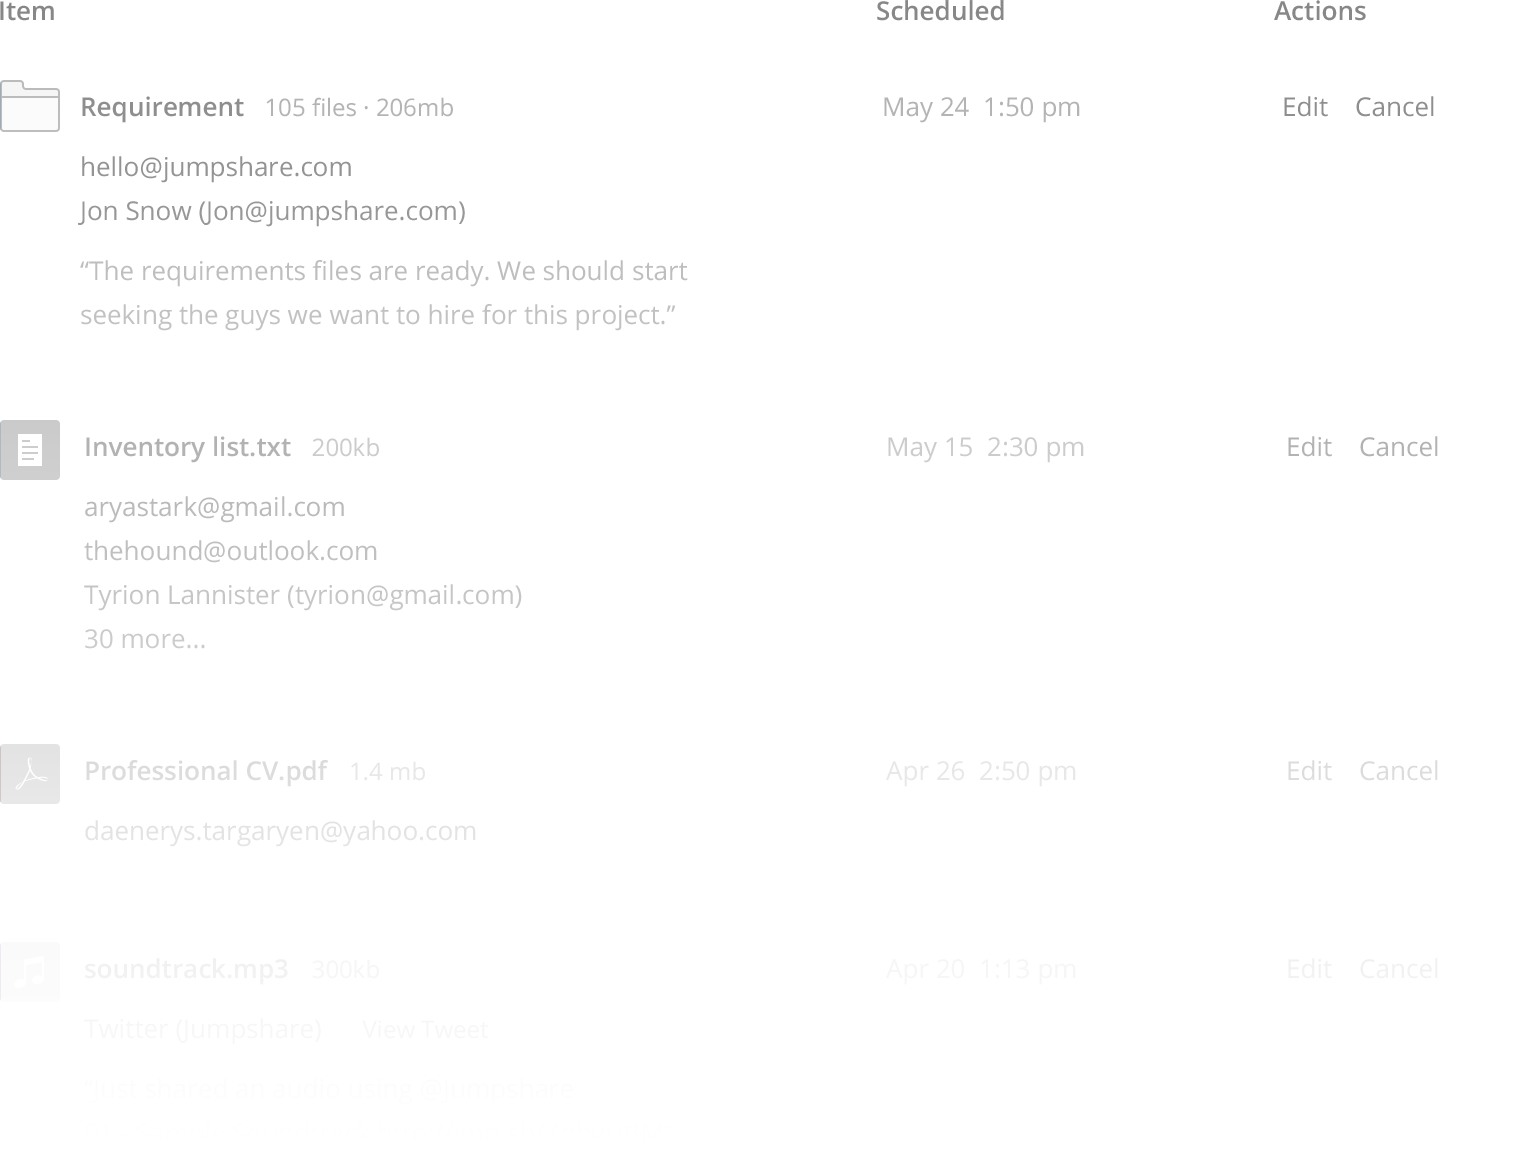 Item Scheduled Actions
Requirement 105 files · 206mb May 24 1:50 pm Edit Cancel
hello@jumpshare.com
Jon Snow (Jon@jumpshare.com)
“The requirements files are ready. We should start
seeking the guys we want to hire for this project.”
Inventory list.txt 200kb May 15 2:30 pm Edit Cancel
aryastark@gmail.com
thehound@outlook.com
Tyrion Lannister (tyrion@gmail.com)
30 more...
Professional CV.pdf 1.4 mb Apr 26 2:50 pm Edit Cancel
daenerys.targaryen@yahoo.com
soundtrack.mp3 300kb Apr 20 1:13 pm Edit Cancel
Twitter (Jumpshare) View Tweet
“Just shared an audio using @Jumpshare